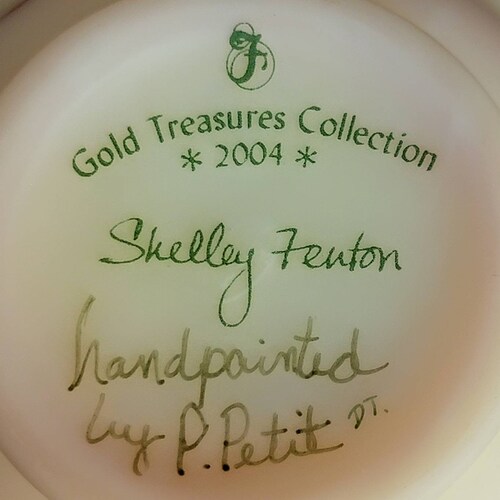 F
Gold Treasures Collection
* 2004 *
Shelley Fenton
handpainted
by P. Petit DT.